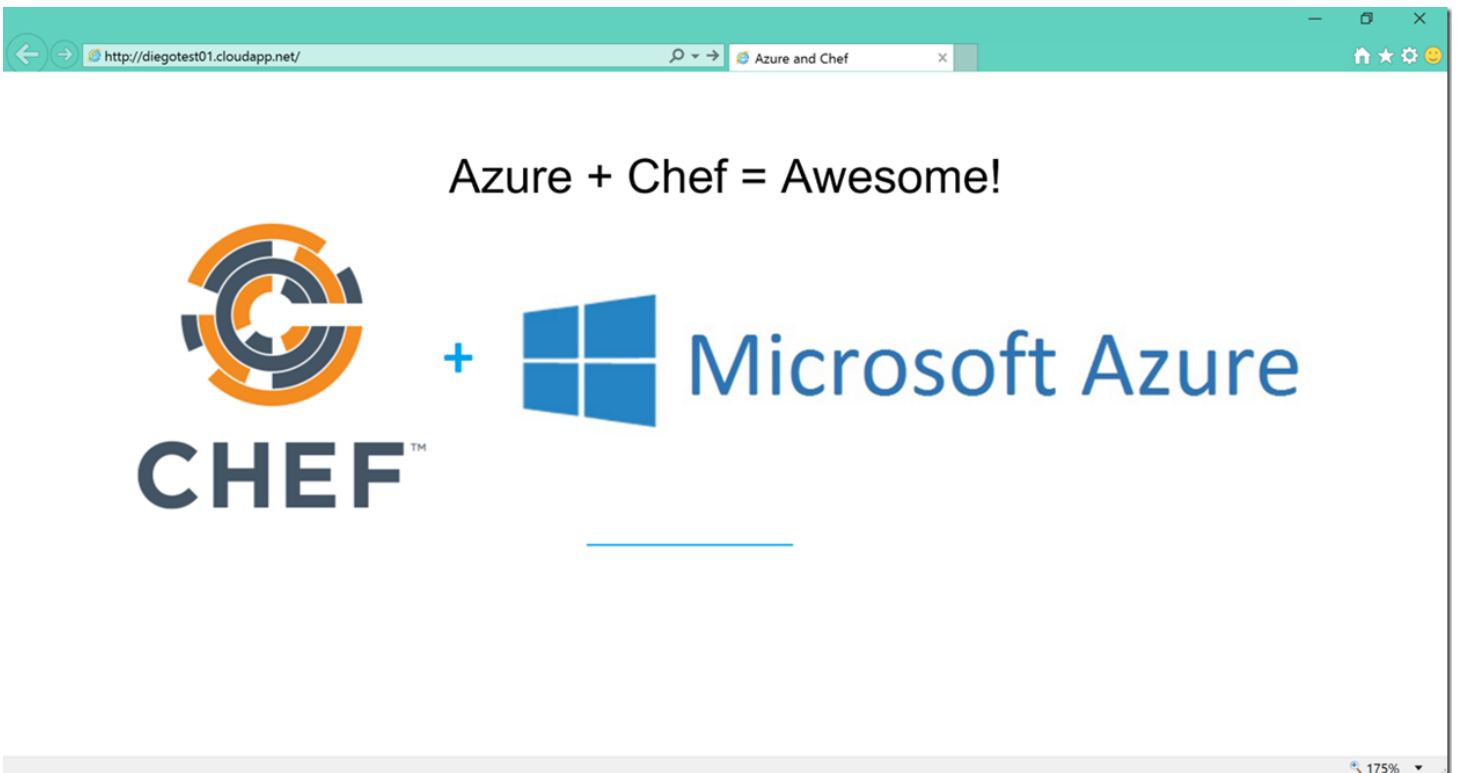 http://diegotest01.cloudapp.net/
Azure and Chef
Azure + Chef = Awesome!
CHEF™
+
Microsoft Azure
175%